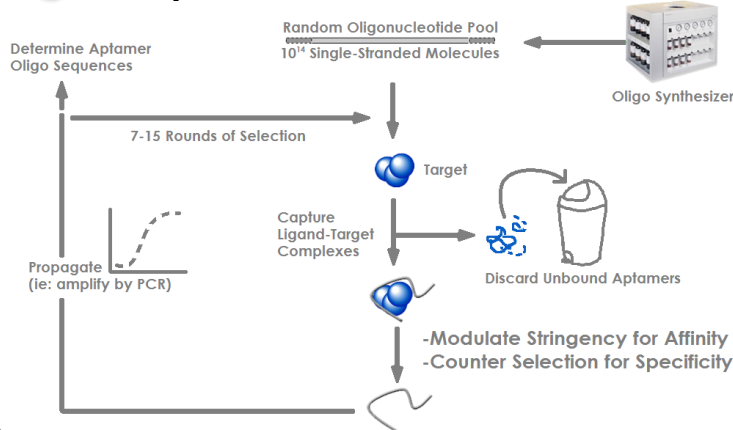 Random Oligonucleotide Pool
10¹⁴ Single-Stranded Molecules
Oligo Synthesizer
Determine Aptamer
Oligo Sequences
7-15 Rounds of Selection
Target
Capture
Ligand-Target
Complexes
Discard Unbound Aptamers
Propagate
(ie: amplify by PCR)
-Modulate Stringency for Affinity
-Counter Selection for Specificity